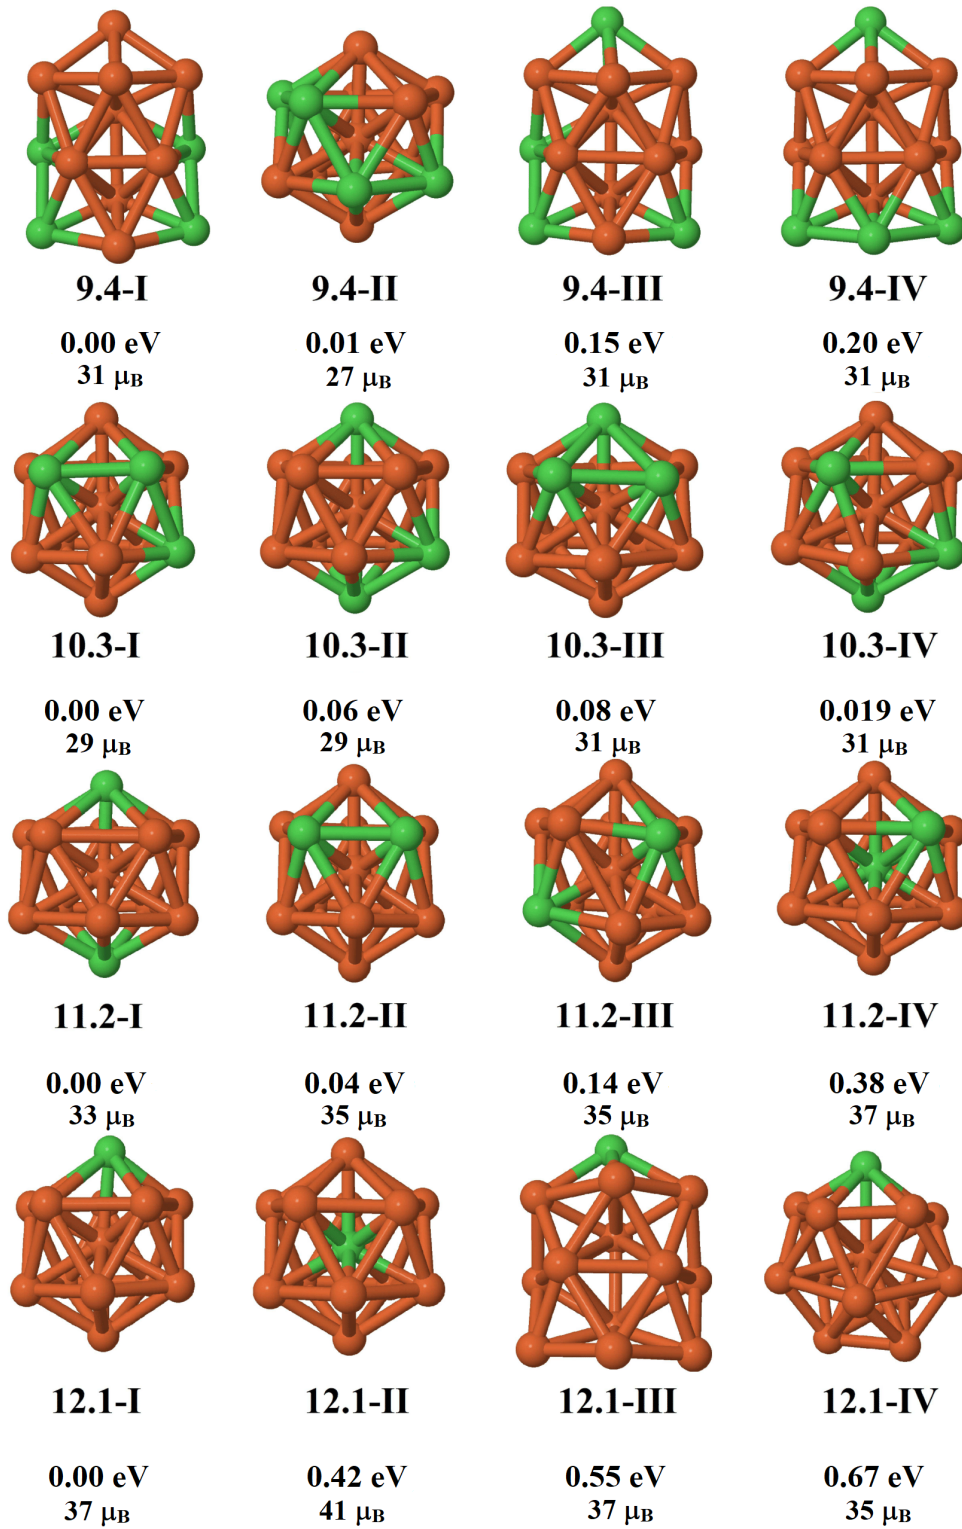 9.4-I 9.4-II 9.4-III 9.4-IV
0.00 eV 0.01 eV 0.15 eV 0.20 eV
31 μB 27 μB 31 μB 31 μB
10.3-I 10.3-II 10.3-III 10.3-IV
0.00 eV 0.06 eV 0.08 eV 0.019 eV
29 μB 29 μB 31 μB 31 μB
11.2-I 11.2-II 11.2-III 11.2-IV
0.00 eV 0.04 eV 0.14 eV 0.38 eV
33 μB 35 μB 35 μB 37 μB
12.1-I 12.1-II 12.1-III 12.1-IV
0.00 eV 0.42 eV 0.55 eV 0.67 eV
37 μB 41 μB 37 μB 35 μB